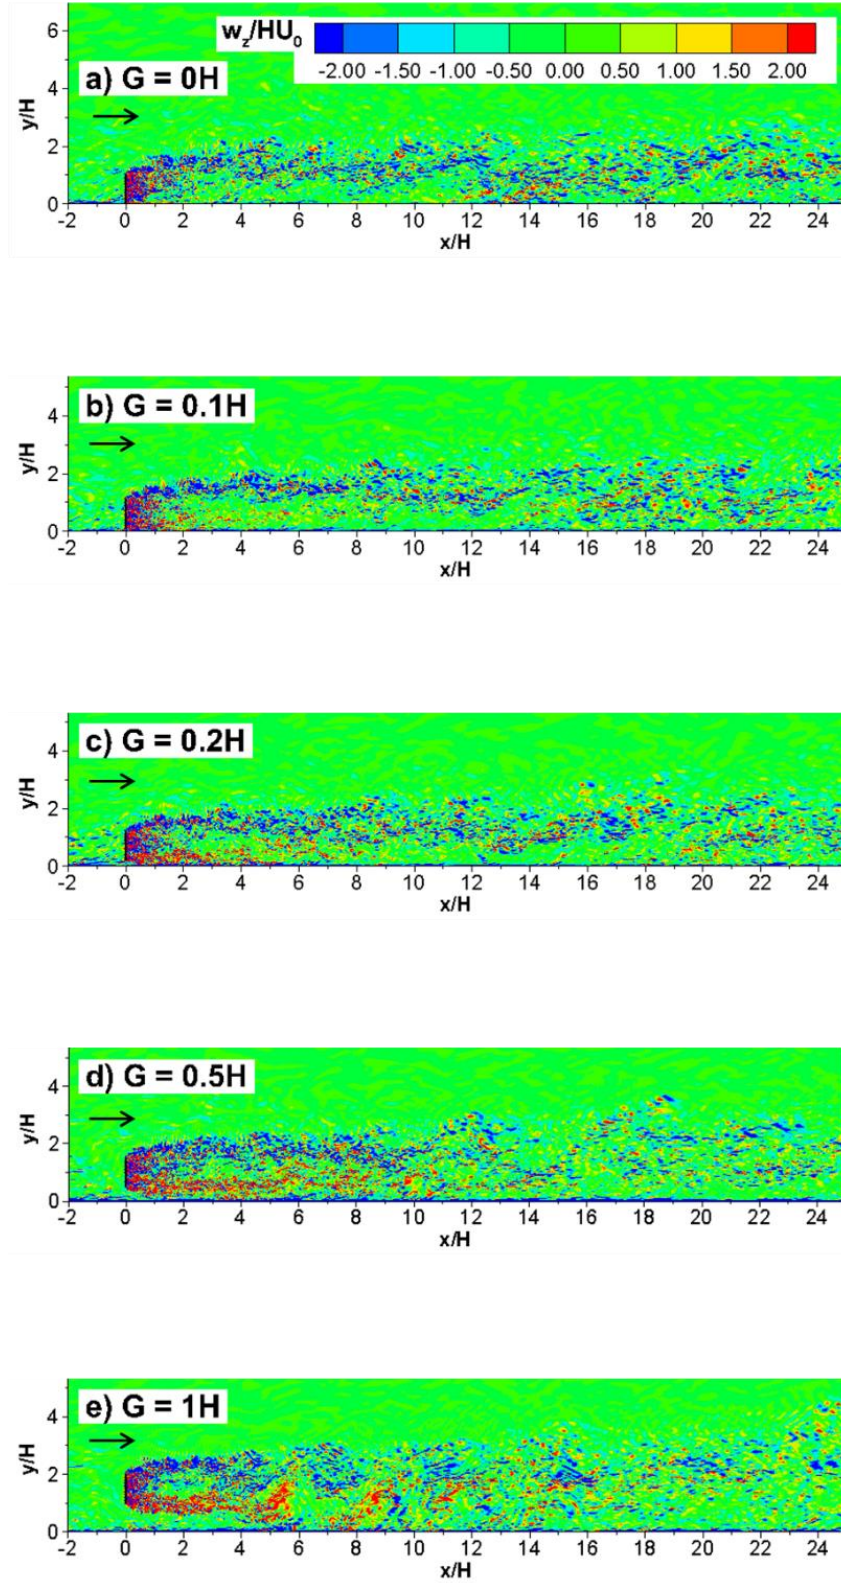 w_z/HU_0
-2.00 -1.50 -1.00 -0.50 0.00 0.50 1.00 1.50 2.00
a) G = 0H
y/H
6
4
2
0
-2 0 2 4 6 8 10 12 14 16 18 20 22 24
x/H
b) G = 0.1H
y/H
4
2
0
-2 0 2 4 6 8 10 12 14 16 18 20 22 24
x/H
c) G = 0.2H
y/H
4
2
0
-2 0 2 4 6 8 10 12 14 16 18 20 22 24
x/H
d) G = 0.5H
y/H
4
2
0
-2 0 2 4 6 8 10 12 14 16 18 20 22 24
x/H
e) G = 1H
y/H
4
2
0
-2 0 2 4 6 8 10 12 14 16 18 20 22 24
x/H